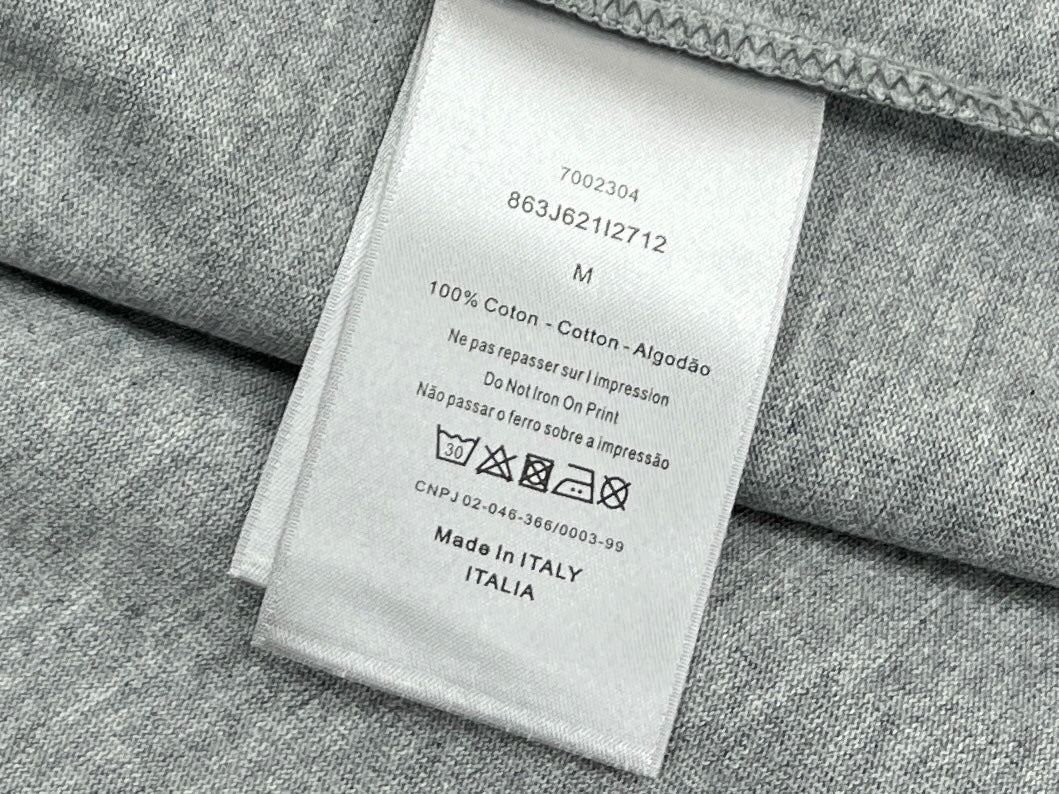 7002304
863J621I2712
M
100% Coton - Cotton - Algodão
Ne pas repasser sur l impression
Do Not Iron On Print
Não passar o ferro sobre a impressão
30
CNPJ 02-046-366/0003-99
Made In ITALY
ITALIA